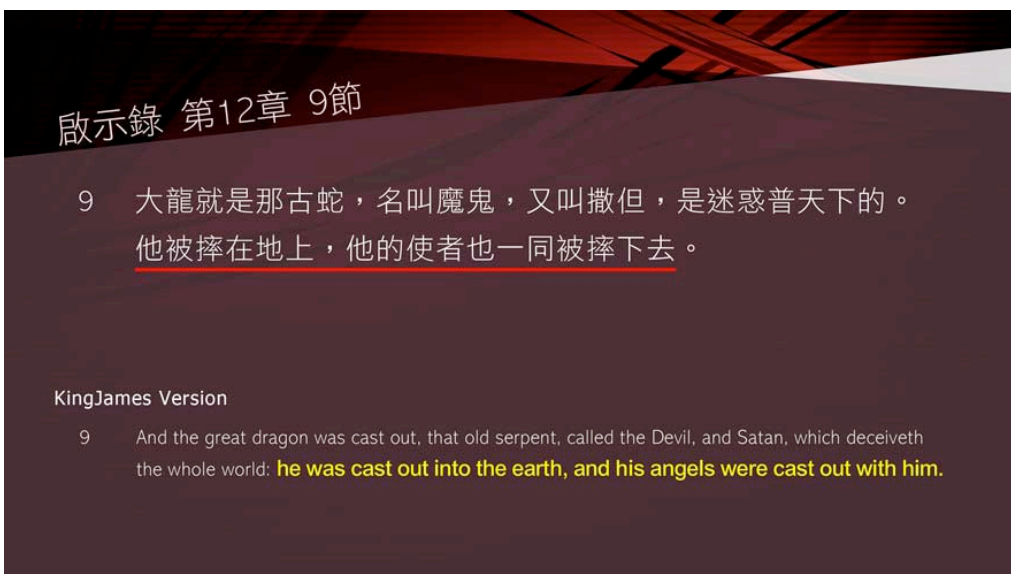 啟示錄 第12章 9節
9 大龍就是那古蛇,名叫魔鬼,又叫撒但,是迷惑普天下的。
他被摔在地上,他的使者也一同被摔下去。
KingJames Version
9 And the great dragon was cast out, that old serpent, called the Devil, and Satan, which deceiveth
the whole world: he was cast out into the earth, and his angels were cast out with him.